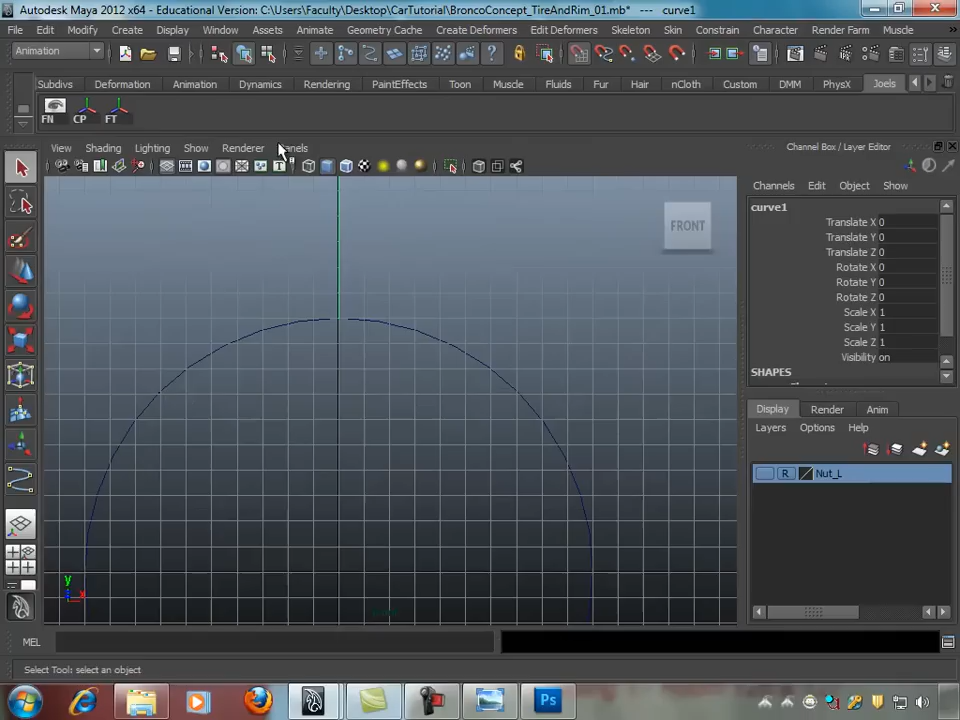 Autodesk Maya 2012 x64 - Educational Version: C:\Users\Faculty\Desktop\CarTutorial\BroncoConcept_TireAndRim_01.mb* --- curve1
File Edit Modify Create Display Window Assets Animate Geometry Cache Create Deformers Edit Deformers Skeleton Skin Constrain Character Render Farm Muscle
Animation
Subdivs Deformation Animation Dynamics Rendering PaintEffects Toon Muscle Fluids Fur Hair nCloth Custom DMM PhysX Joels
FN CP FT
View Shading Lighting Show Renderer
Channel Box / Layer Editor
Channels Edit Object Show
curve1
Translate X 0
Translate Y 0
Translate Z 0
Rotate X 0
Rotate Y 0
Rotate Z 0
Scale X 1
Scale Y 1
Scale Z 1
Visibility on
SHAPES
FRONT
Display Render Anim
Layers Options Help
R Nut_L
y
x
MEL
Select Tool: select an object
Ps